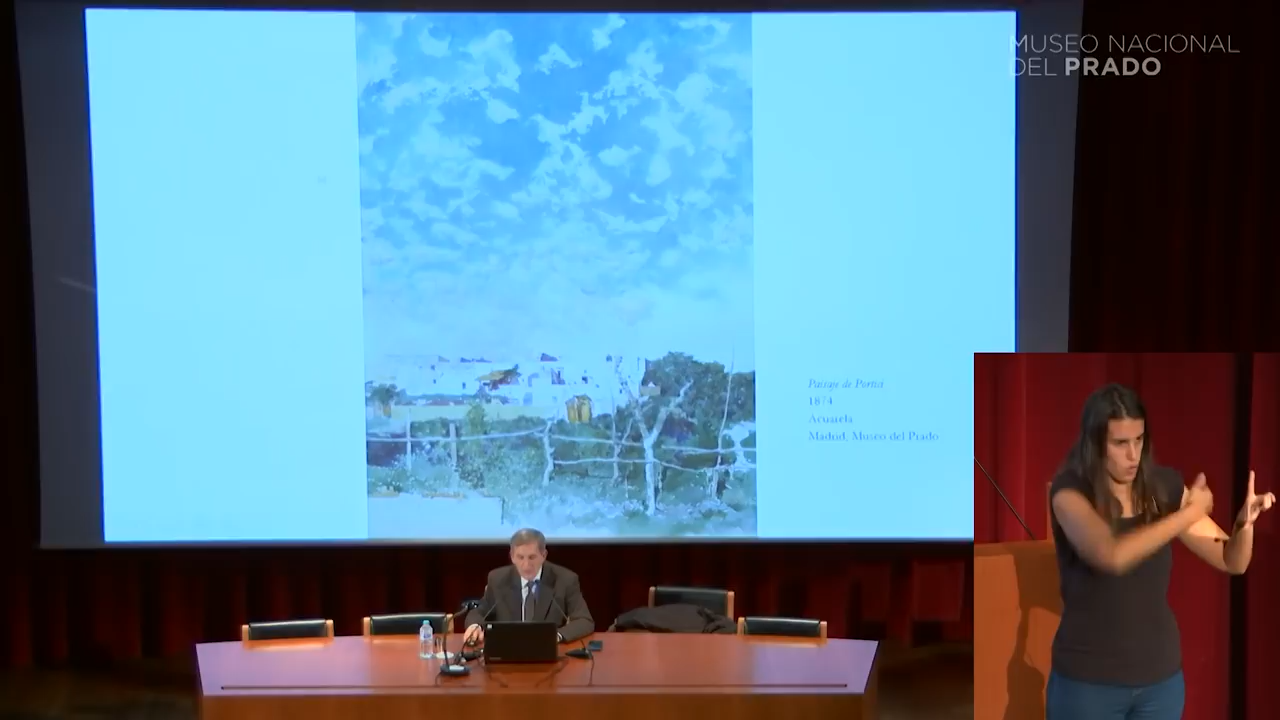 MUSEO NACIONAL
DEL PRADO
Paisaje de Portici
1874
Acuarela
Madrid, Museo del Prado